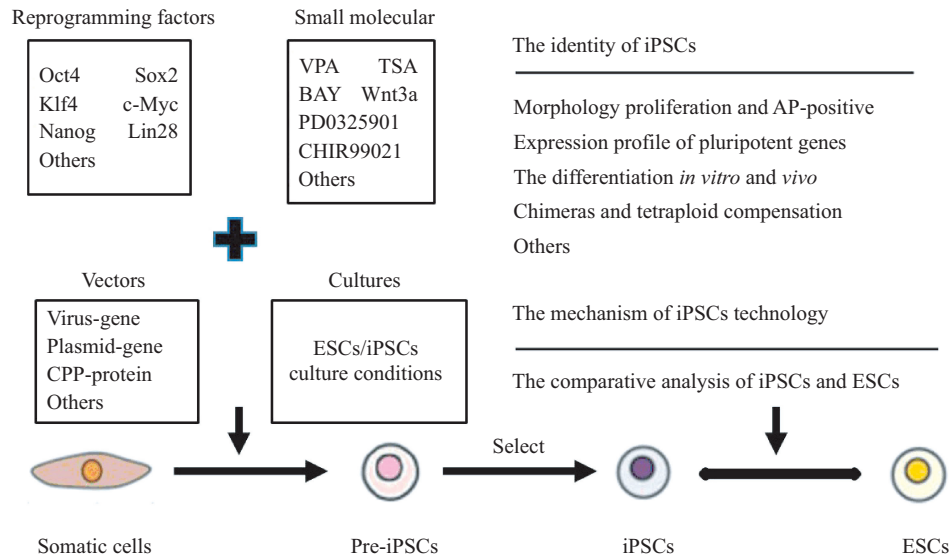 Reprogramming factors
Oct4 Sox2
Klf4 c-Myc
Nanog Lin28
Others
Small molecular
VPA TSA
BAY Wnt3a
PD0325901
CHIR99021
Others
Vectors
Virus-gene
Plasmid-gene
CPP-protein
Others
Cultures
ESCs/iPSCs
culture conditions
The identity of iPSCs
Morphology proliferation and AP-positive
Expression profile of pluripotent genes
The differentiation in vitro and vivo
Chimeras and tetraploid compensation
Others
The mechanism of iPSCs technology
The comparative analysis of iPSCs and ESCs
Select
Somatic cells
Pre-iPSCs
iPSCs
ESCs